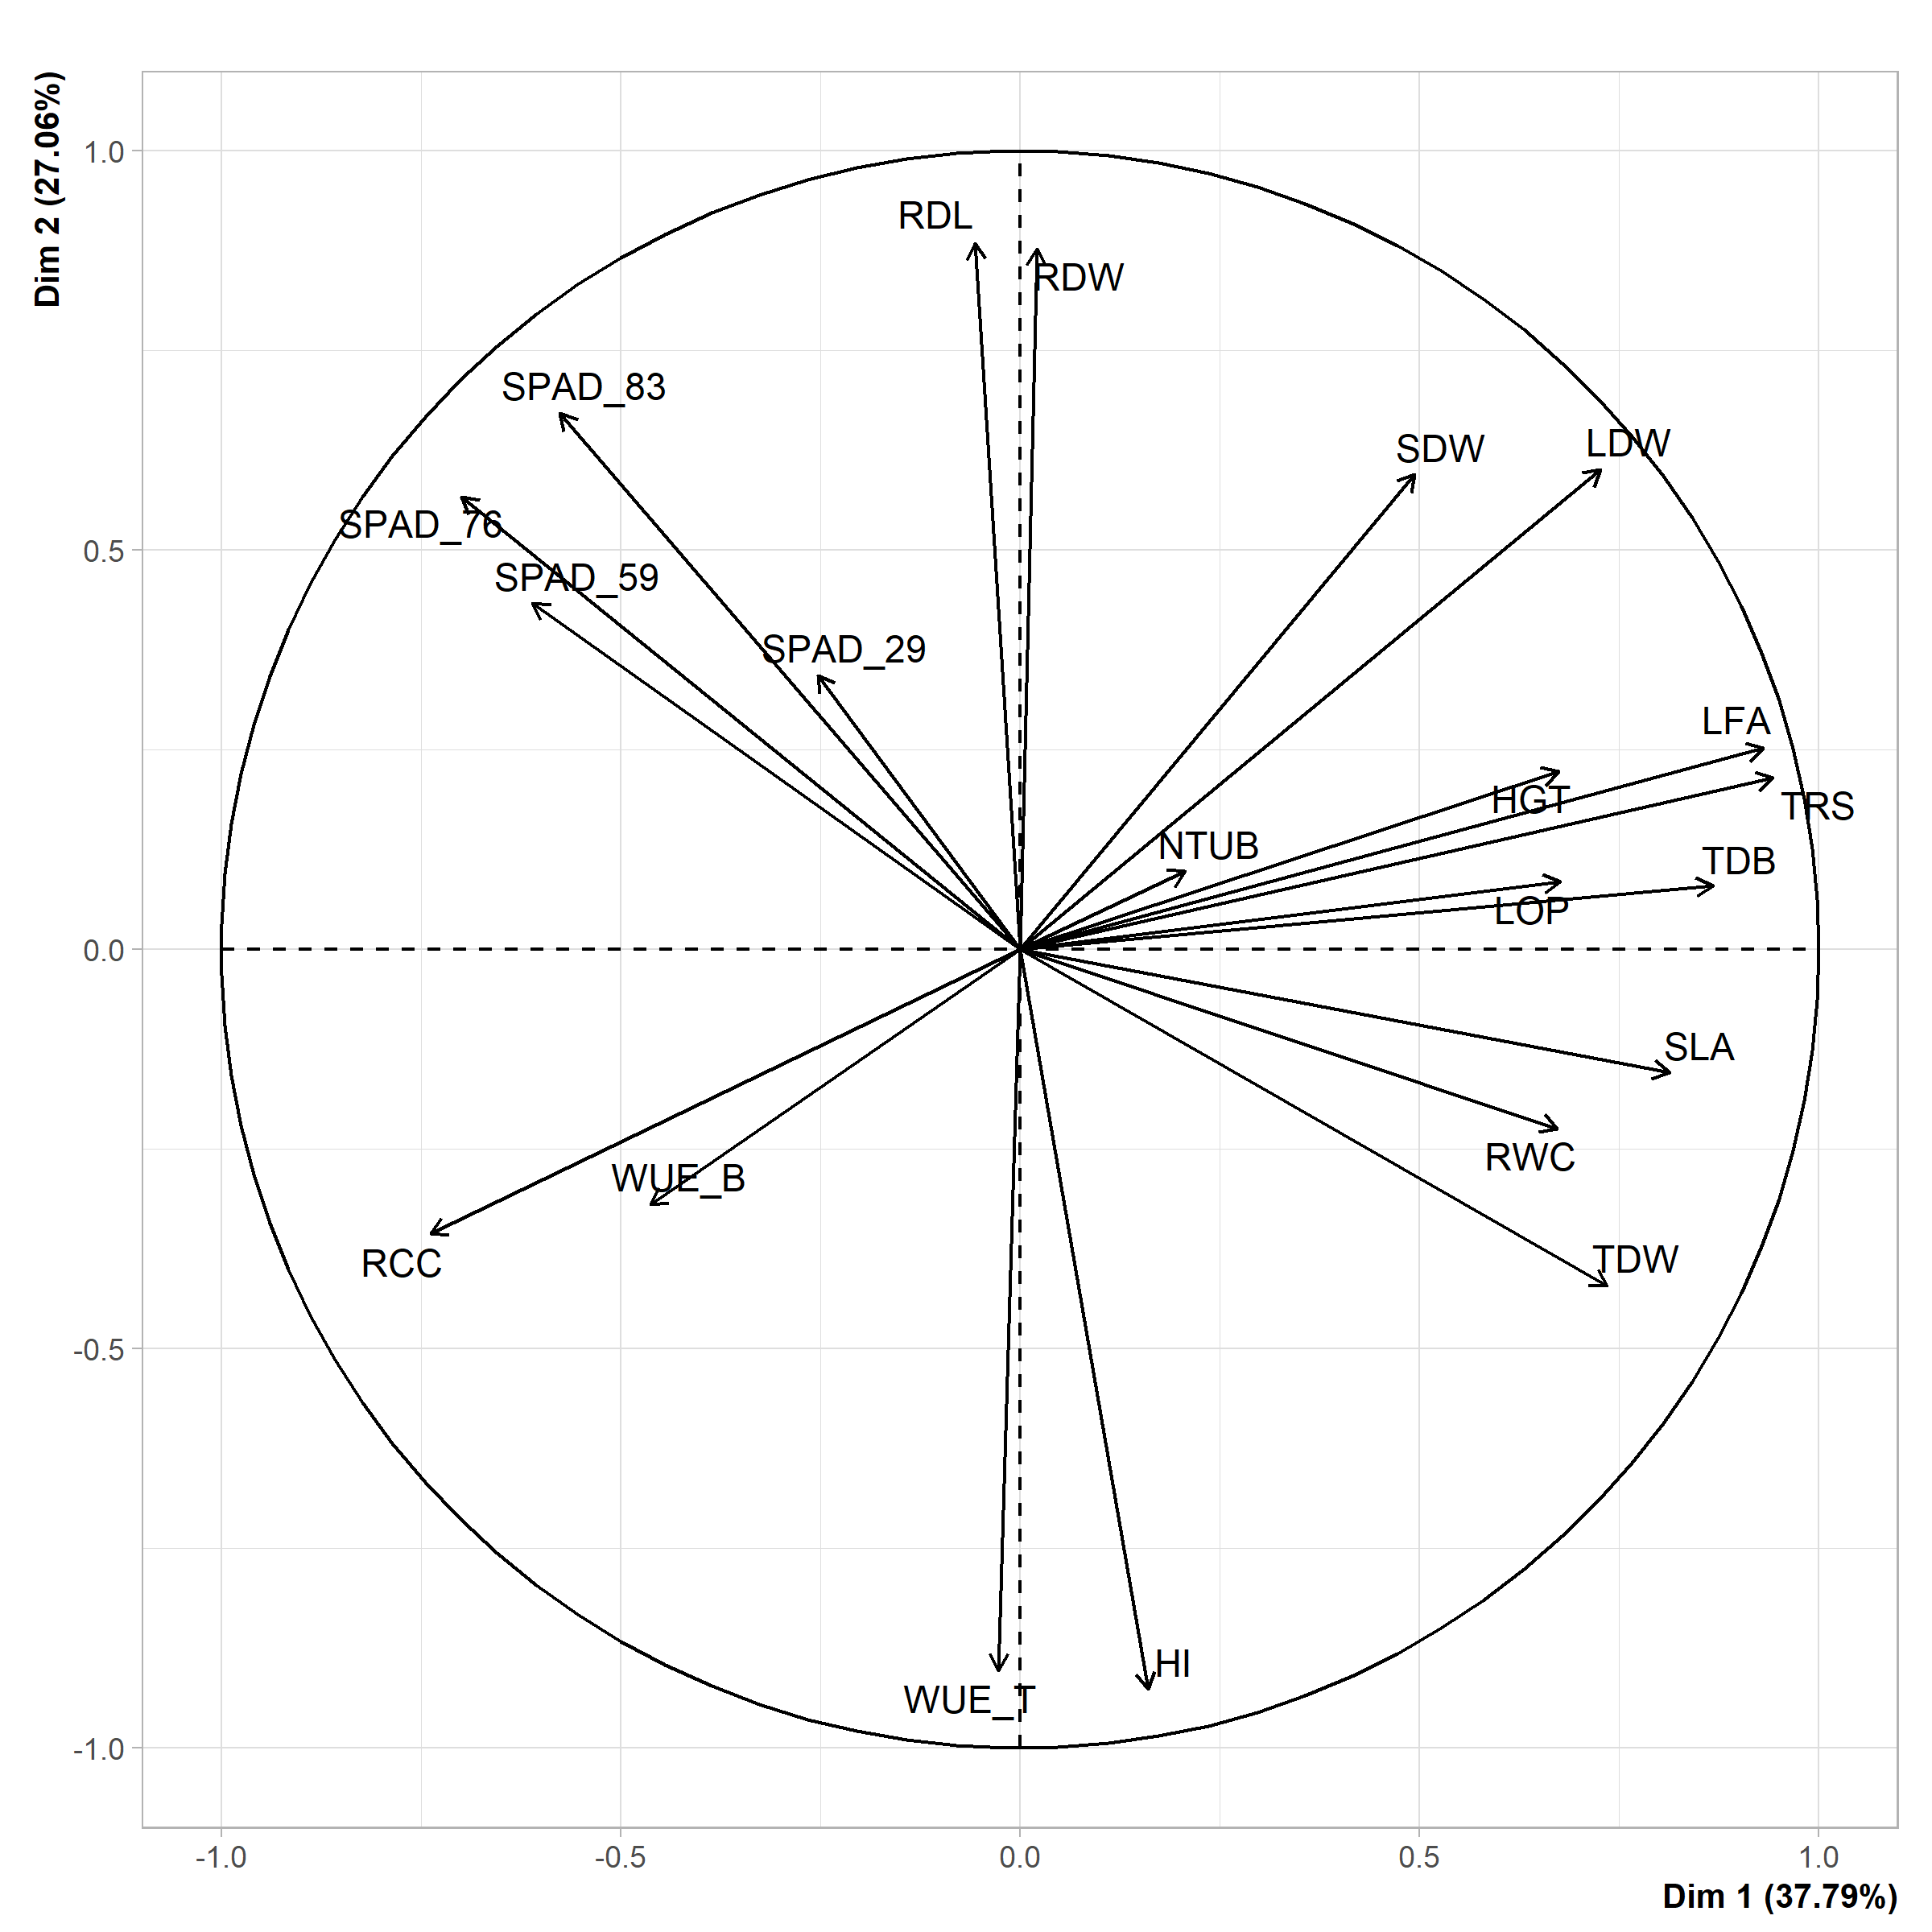 Dim 2 (27.06%)
1.0
0.5
0.0
-0.5
-1.0
RDL
RDW
SPAD_83
SDW
LDW
SPAD_76
SPAD_59
SPAD_29
LFA
HGT
TRS
NTUB
TDB
LOP
SLA
RWC
WUE_B
RCC
TDW
HI
WUE_T
-1.0
-0.5
0.0
0.5
1.0
Dim 1 (37.79%)